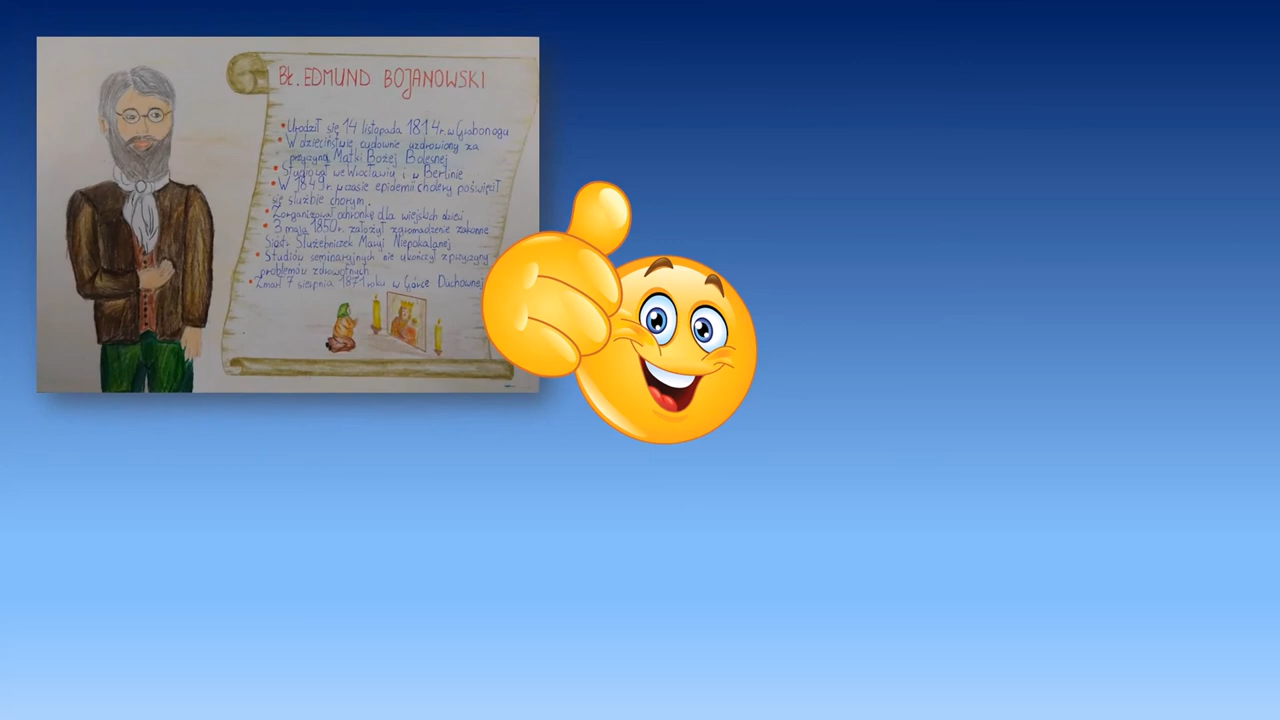 BŁ. EDMUND BOJANOWSKI
• Urodził się 14 listopada 1814r. w Grabonogu
• W dzieciństwie cudownie uzdrowiony za
przyczyną Matki Bożej Bolesnej
• Studiował we Wrocławiu i w Berlinie
• W 1849 r. w czasie epidemii cholery poświęcił
się służbie chorym.
• Zorganizował ochronkę dla wiejskich dzieci
• 3 maja 1850r. założył zgromadzenie zakonne
Sióstr Służebniczek Maryi Niepokalanej
• Studiów seminaryjnych nie ukończył z przyczyny
problemów zdrowotnych
• Zmarł 7 sierpnia 1871 roku w Górce Duchownej